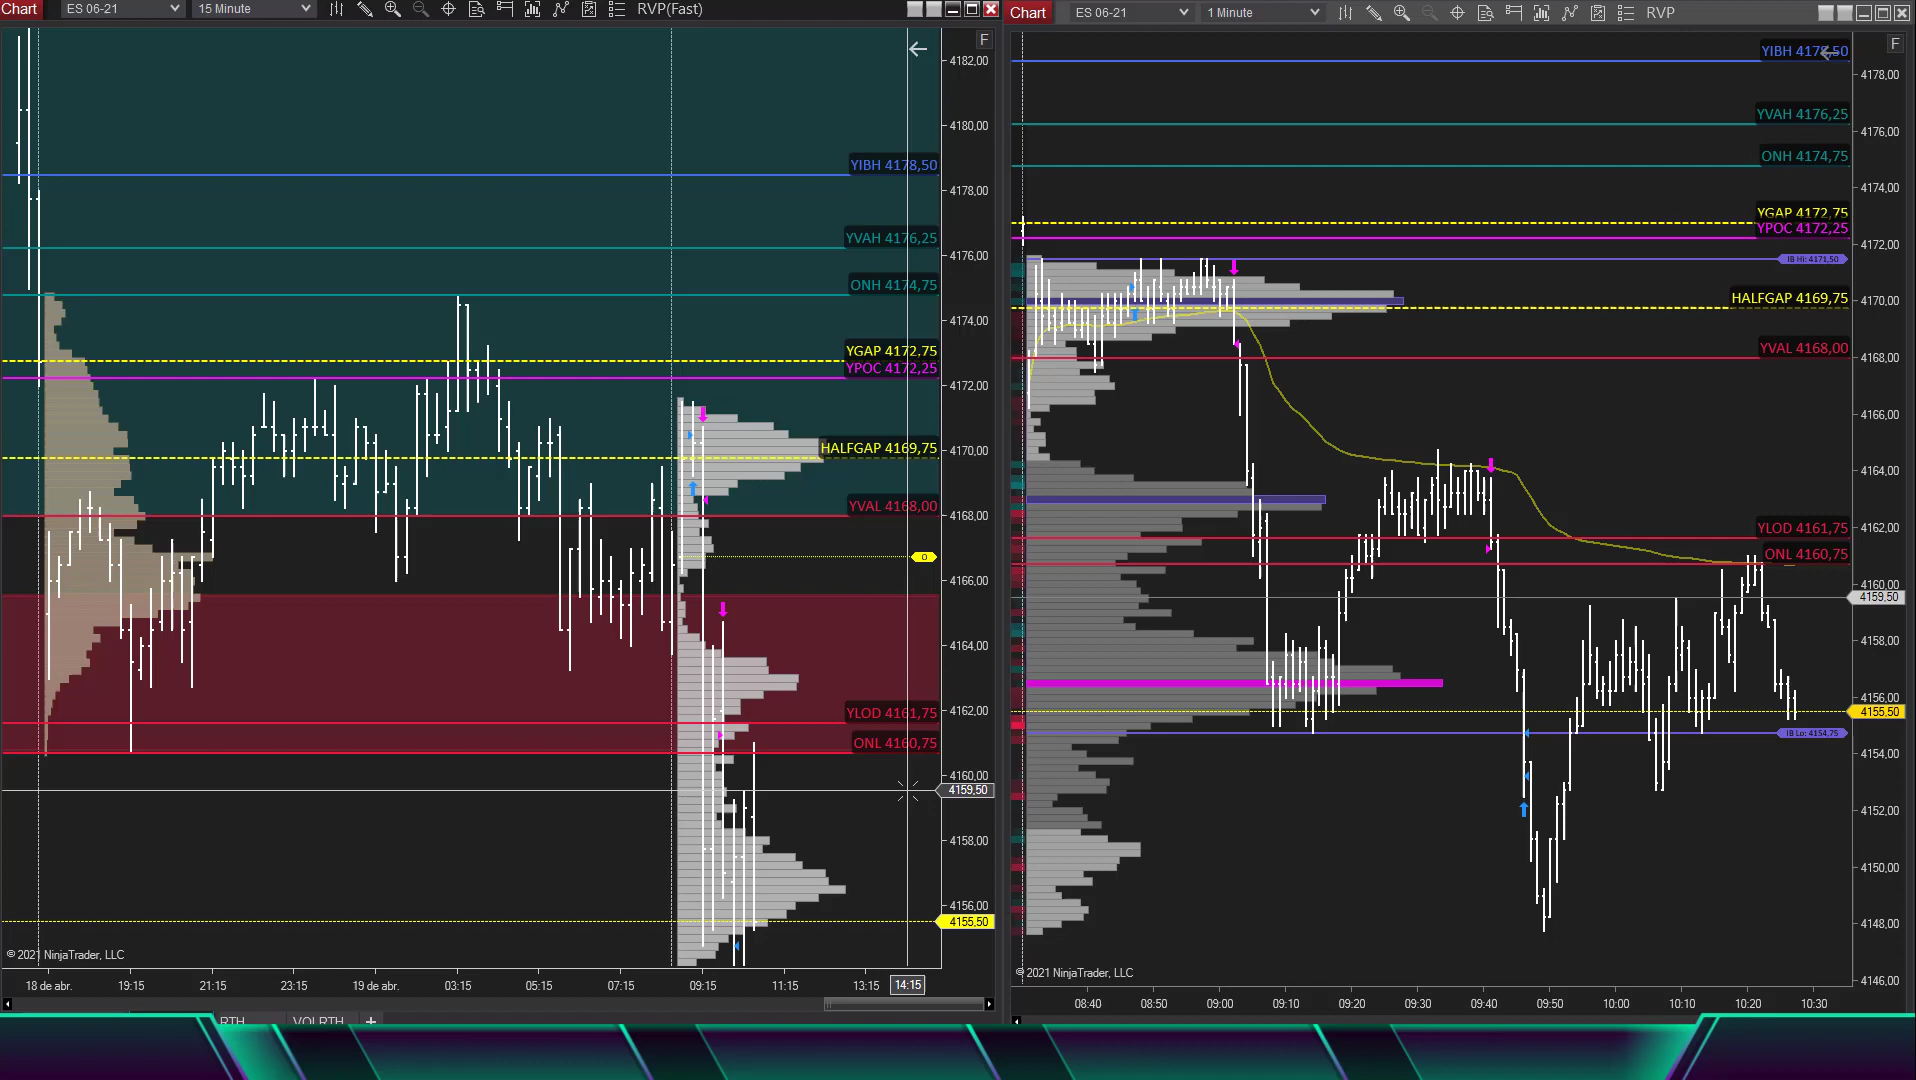 Chart
ES 06-21
15 Minute
RVP(Fast)
F
YIBH 4178,50
YVAH 4176,25
ONH 4174,75
YGAP 4172,75
YPOC 4172,25
HALFGAP 4169,75
YVAL 4168,00
0
YLOD 4161,75
ONL 4160,75
4182,00
4180,00
4178,00
4176,00
4174,00
4172,00
4170,00
4168,00
4166,00
4164,00
4162,00
4160,00
4159,50
4158,00
4156,00
4155,50
© 2021 NinjaTrader, LLC
18 de abr.
19:15
21:15
23:15
19 de abr.
03:15
05:15
07:15
09:15
11:15
13:15
14:15
RTH
VOLRTH
+
Chart
ES 06-21
1 Minute
RVP
F
YIBH 4178,50
YVAH 4176,25
ONH 4174,75
YGAP 4172,75
YPOC 4172,25
IB Hi: 4171,50
HALFGAP 4169,75
YVAL 4168,00
YLOD 4161,75
ONL 4160,75
IB Lo: 4154,75
4178,00
4176,00
4174,00
4172,00
4170,00
4168,00
4166,00
4164,00
4162,00
4160,00
4159,50
4158,00
4156,00
4155,50
4154,00
4152,00
4150,00
4148,00
4146,00
© 2021 NinjaTrader, LLC
08:40
08:50
09:00
09:10
09:20
09:30
09:40
09:50
10:00
10:10
10:20
10:30